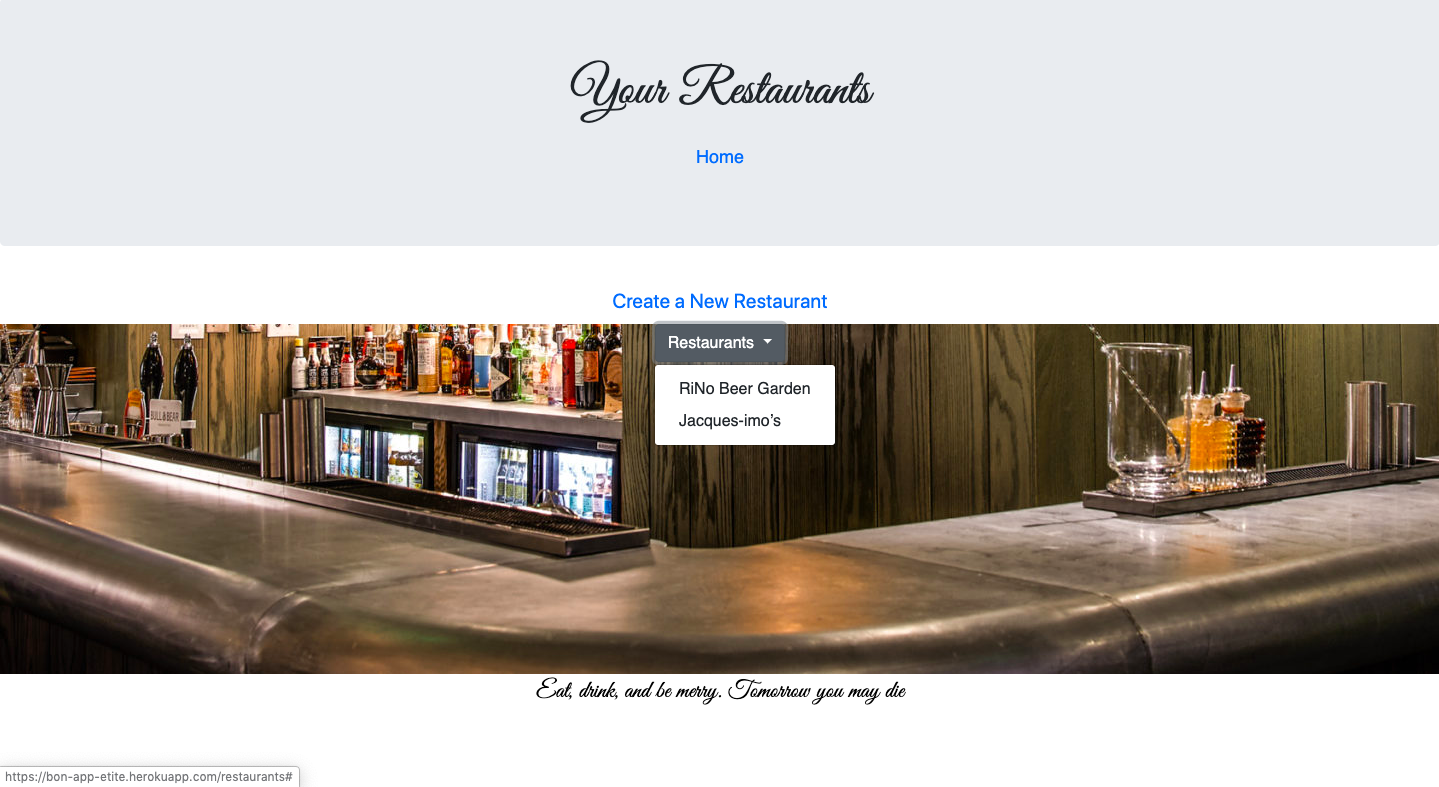 Your Restaurants
Home
Create a New Restaurant
Restaurants
RiNo Beer Garden
Jacques-imo’s
BULL & BEAR
Eat, drink, and be merry. Tomorrow you may die
https://bon-app-etite.herokuapp.com/restaurants#